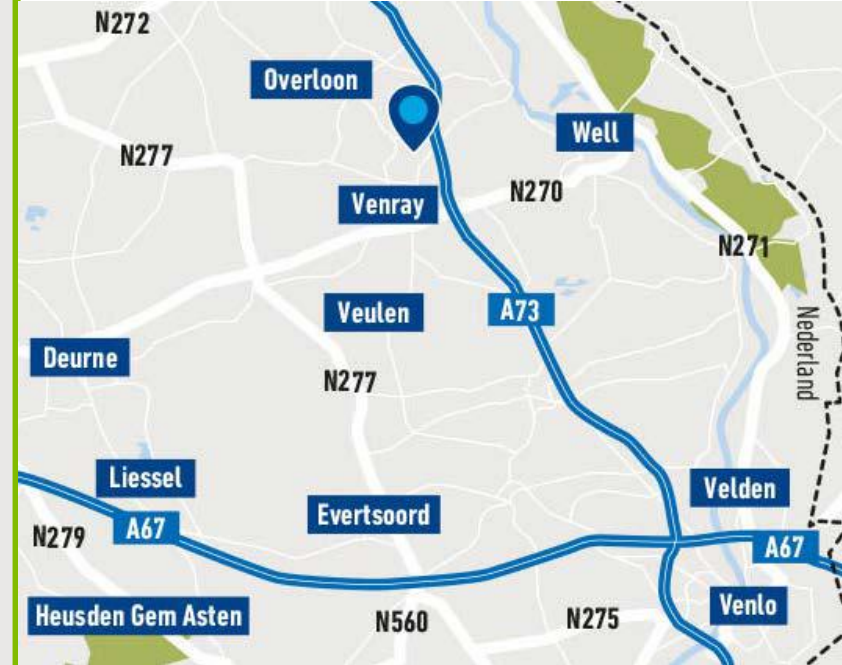 N272
Overloon
Well
N277
N270
Venray
N271
Veulen
A73
Nederland
Deurne
N277
Liessel
Velden
Evertsoord
A67
N279
A67
Venlo
Heusden Gem Asten
N560
N275